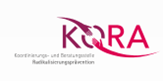 KORA
Koordinierungs- und Beratungsstelle
Radikalisierungsprävention